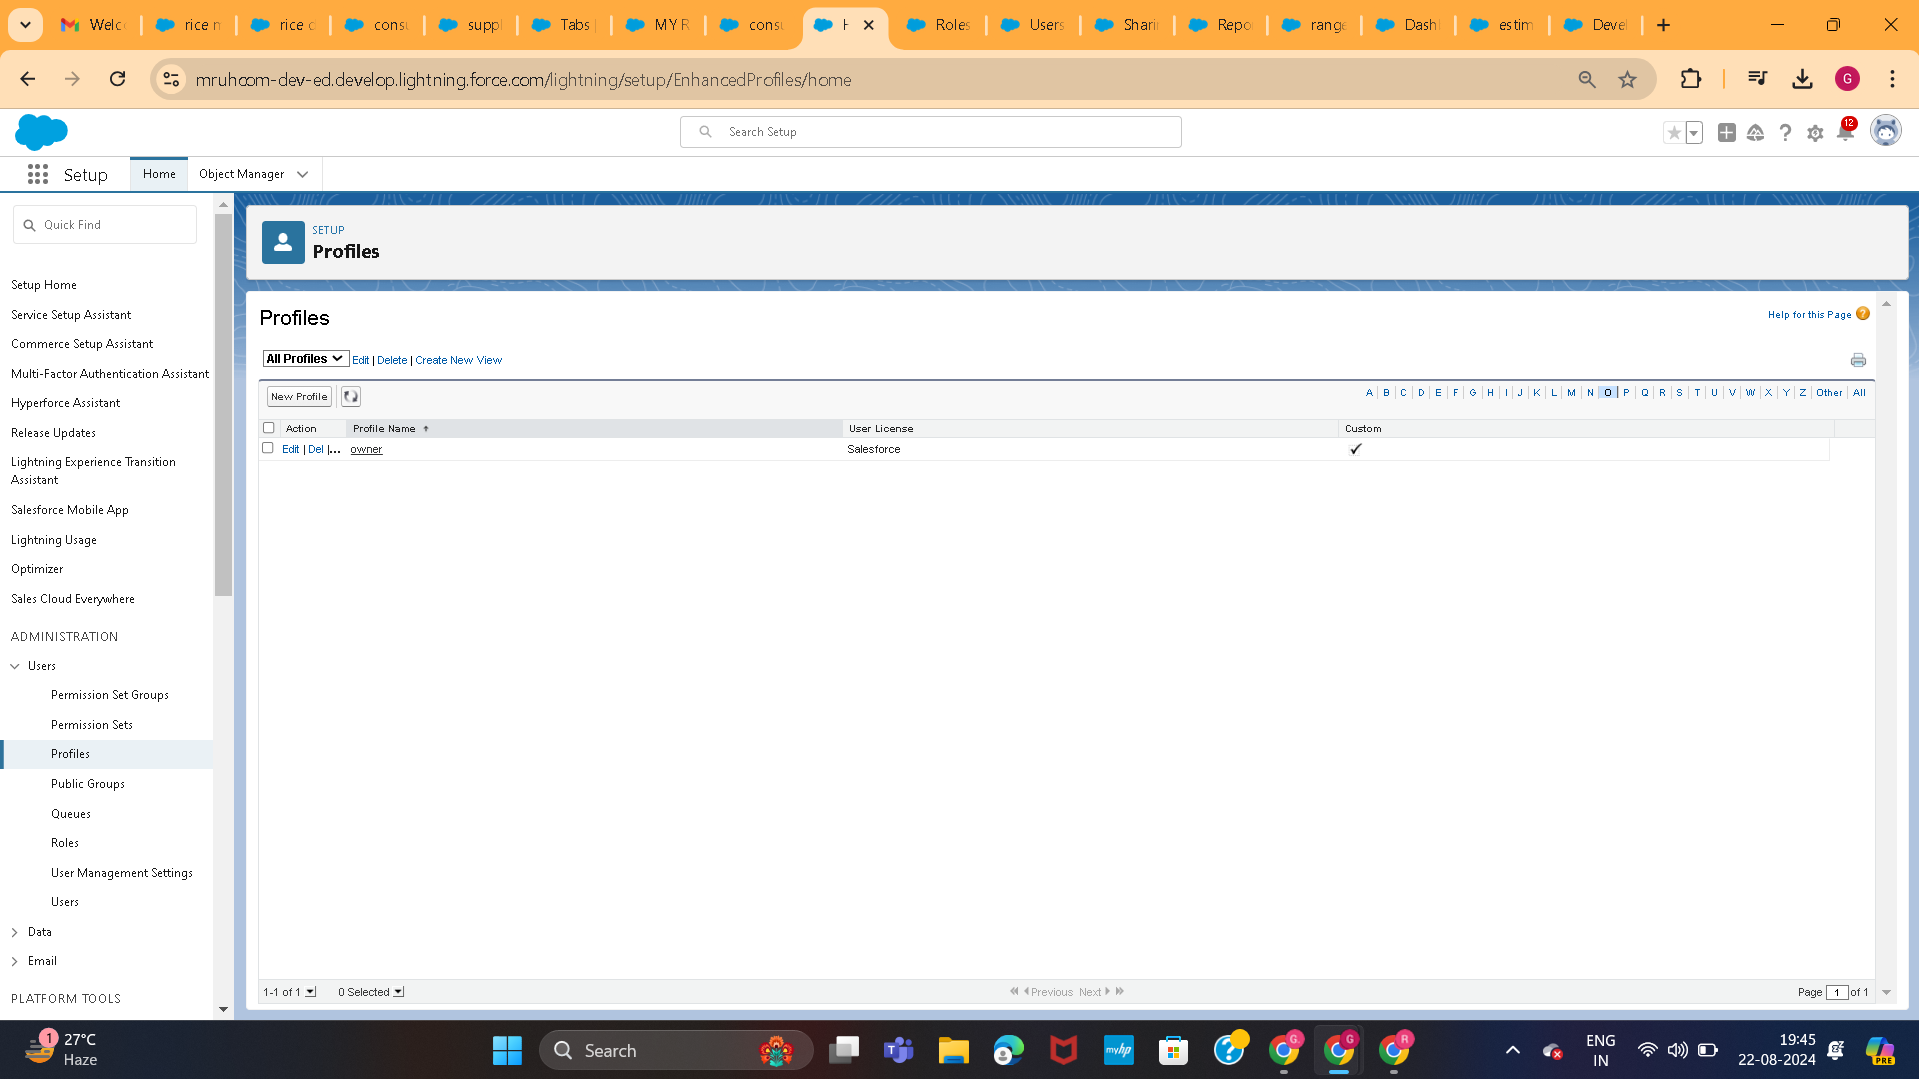 Welc
rice m
rice d
consu
suppl
Tabs
MY R
consu
H
Roles
Users
Sharin
Repo
range
Dash
estim
Devel
mruhcom-dev-ed.develop.lightning.force.com/lightning/setup/EnhancedProfiles/home
G
Search Setup
12
Setup
Home
Object Manager
Quick Find
Setup Home
Service Setup Assistant
Commerce Setup Assistant
Multi-Factor Authentication Assistant
Hyperforce Assistant
Release Updates
Lightning Experience Transition
Assistant
Salesforce Mobile App
Lightning Usage
Optimizer
Sales Cloud Everywhere
ADMINISTRATION
Users
Permission Set Groups
Permission Sets
Profiles
Public Groups
Queues
Roles
User Management Settings
Users
Data
Email
PLATFORM TOOLS
SETUP
Profiles
Profiles
Help for this Page
All Profiles Edit | Delete | Create New View
New Profile
A | B | C | D | E | F | G | H | I | J | K | L | M | N | O | P | Q | R | S | T | U | V | W | X | Y | Z | Other | All
Action Profile Name User License Custom
Edit | Del |... owner Salesforce
1-1 of 1 0 Selected Previous Next Page 1 of 1
1
27°C
Haze
Search
myhp
G
G
R
ENG
IN
19:45
22-08-2024
PRE